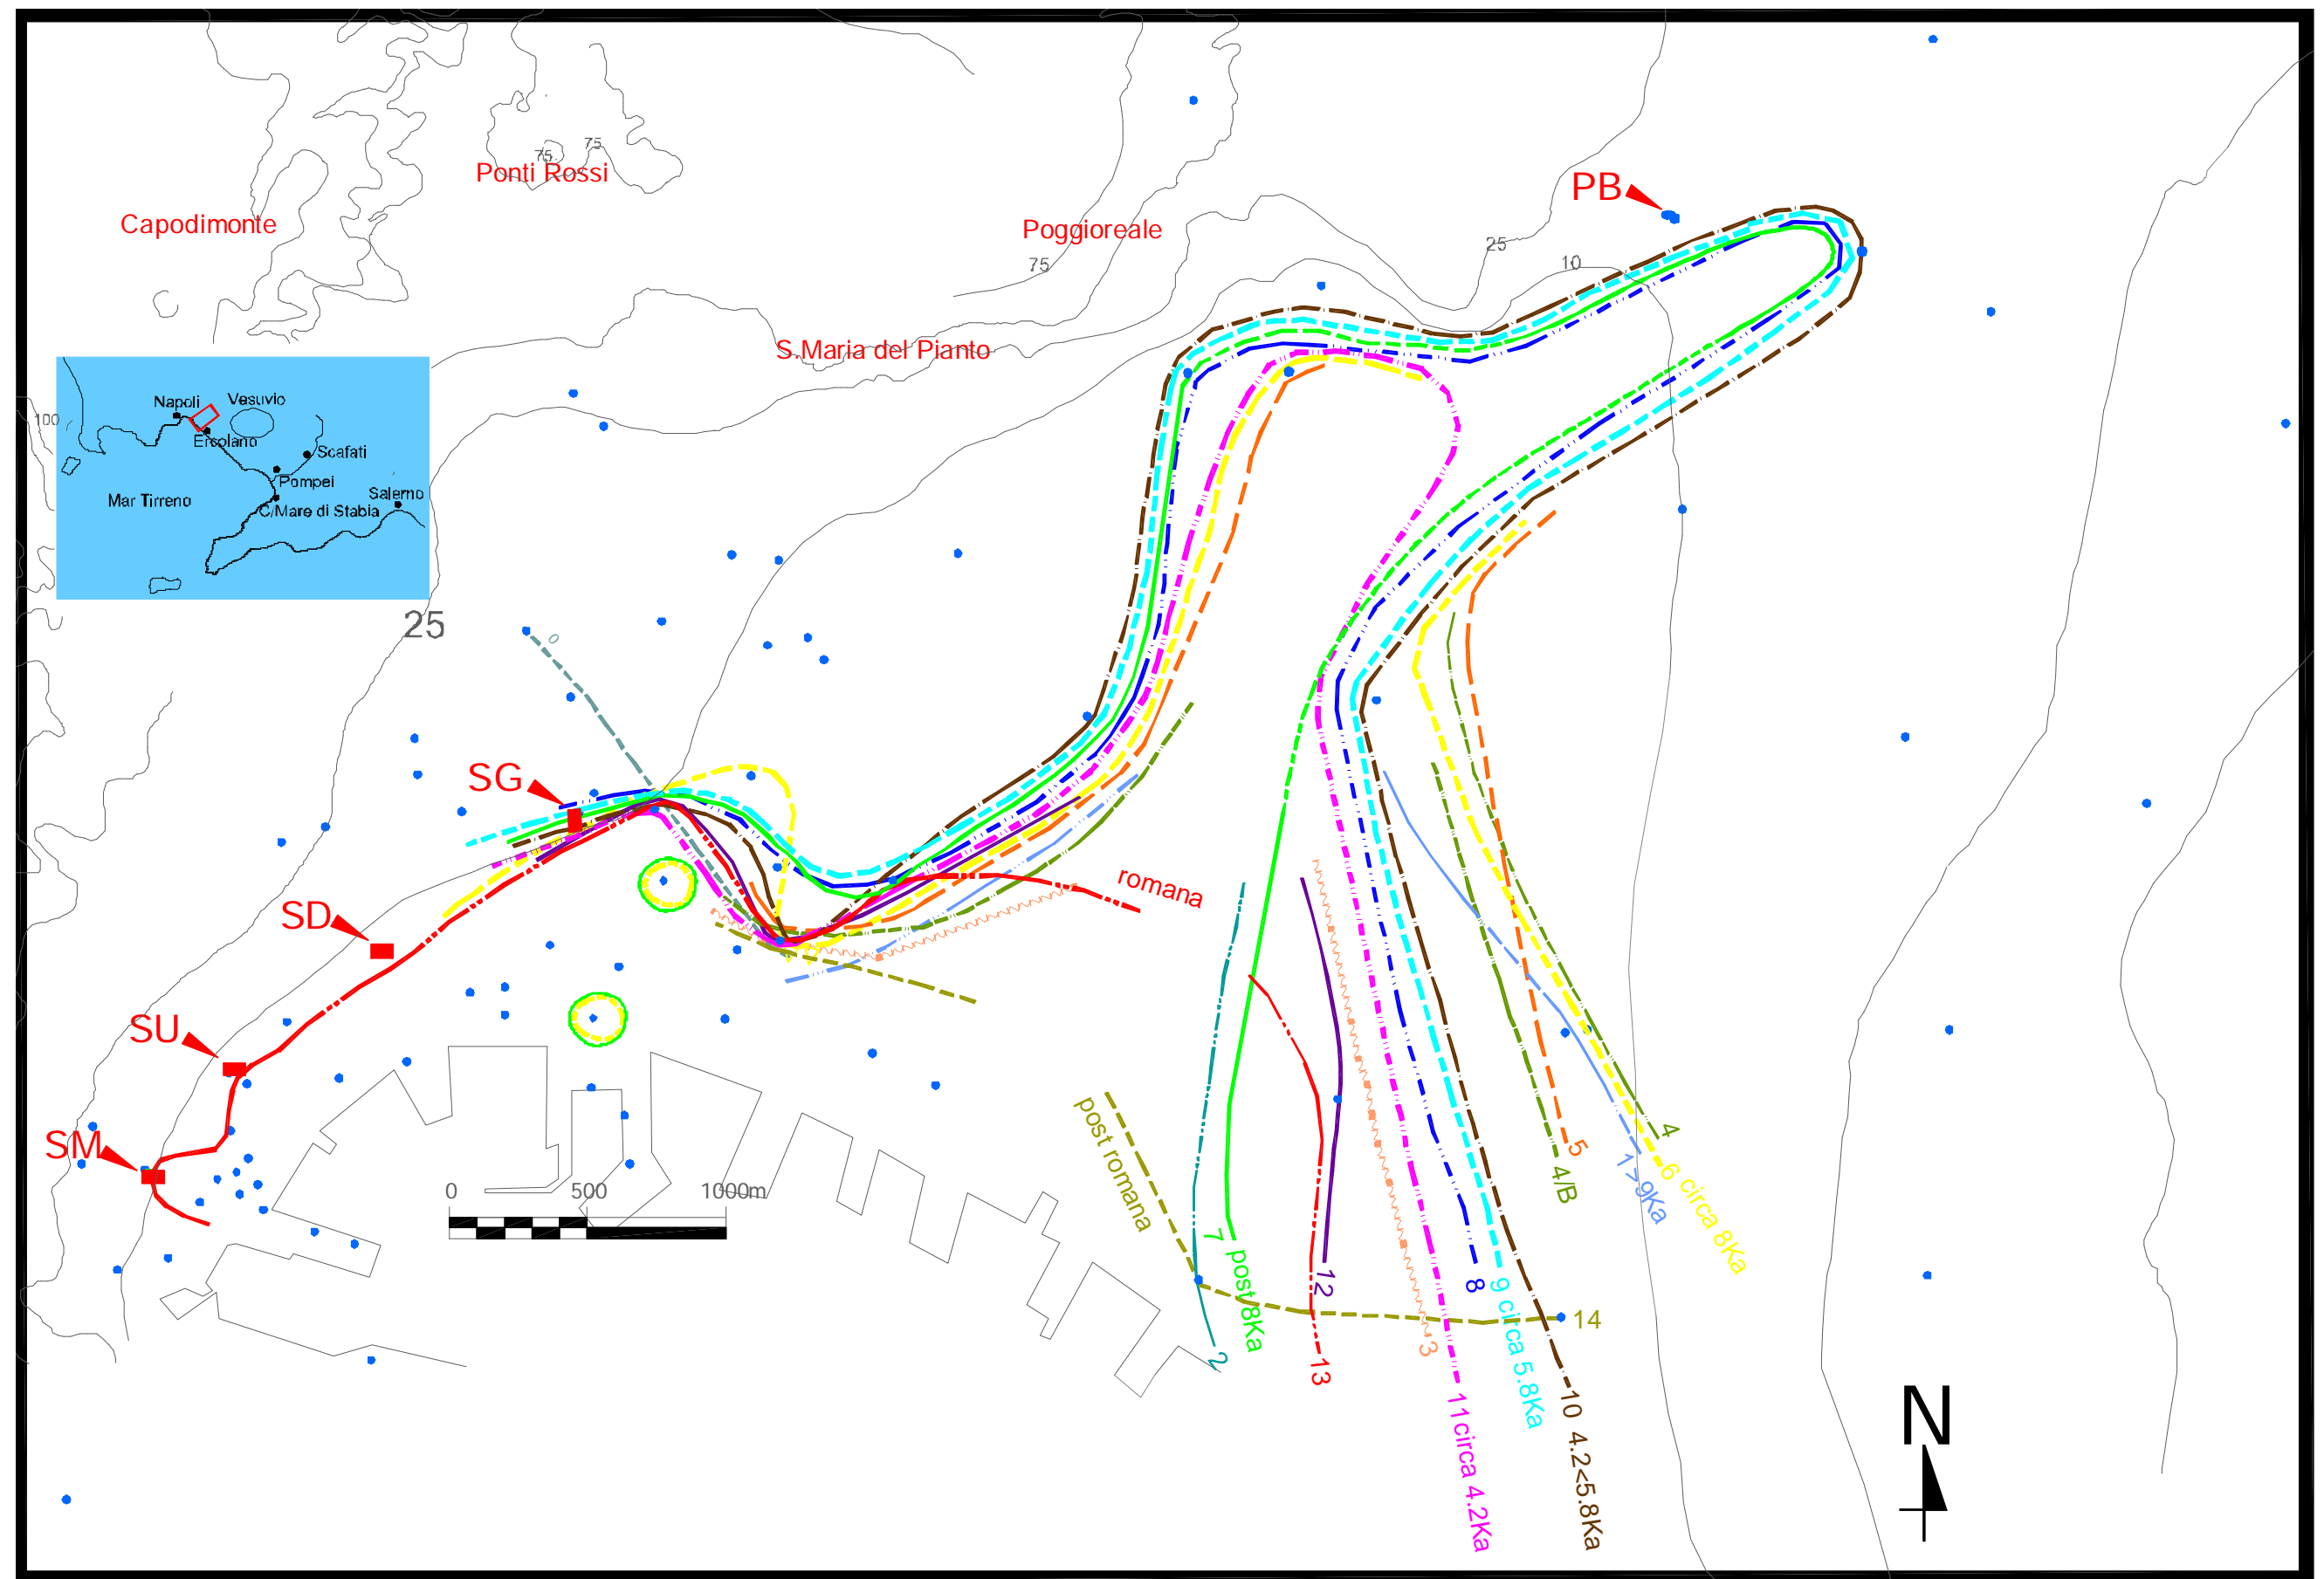 75
75
Ponti Rossi
PB
Capodimonte
Poggioreale
75
25
10
S.Maria del Pianto
100
Napoli
Vesuvio
Ercolano
Scafati
Pompei
Mar Tirreno
Salerno
C/Mare di Stabia
25
0
SG
romana
SD
SU
SM
post romana
0 500 1000m
4
5
4/B
1 >9Ka
6 circa 8Ka
7 post 8Ka
12
8
9 circa 5.8Ka
14
2
13
3
11circa 4.2Ka
10 4.2<5.8Ka
N